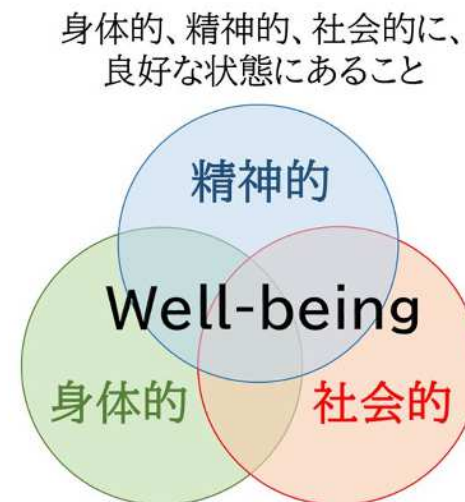 身体的、精神的、社会的に、
良好な状態にあること
精神的
Well-being
身体的
社会的